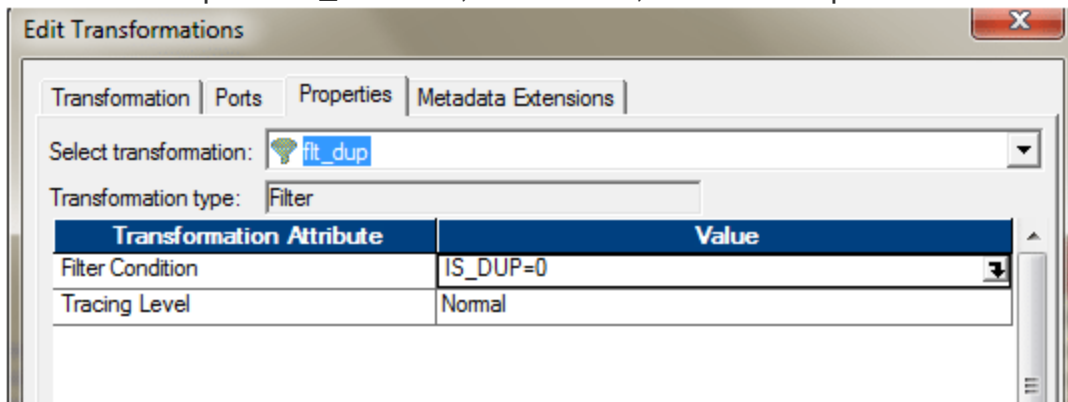 Edit Transformations
Transformation Ports Properties Metadata Extensions
Select transformation: flt_dup
Transformation type: Filter
Transformation Attribute Value
Filter Condition IS_DUP=0
Tracing Level Normal